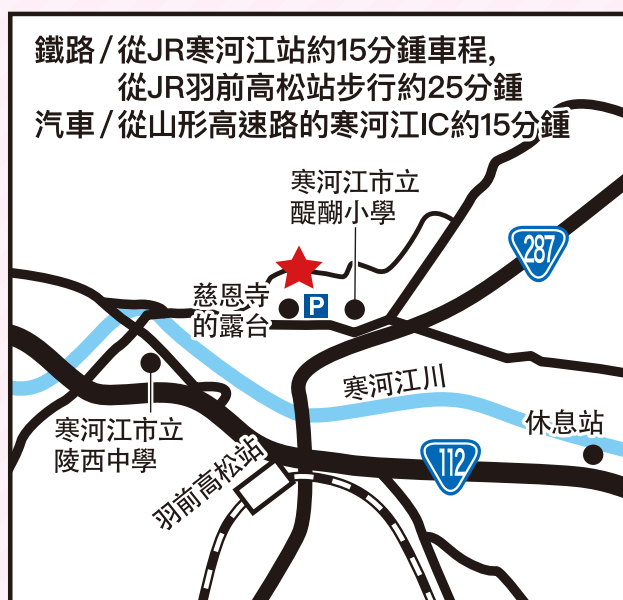 鐵路/從JR寒河江站約15分鍾車程,
從JR羽前高松站步行約25分鍾
汽車/從山形高速路的寒河江IC約15分鍾
寒河江市立
醍醐小學
287
慈恩寺
的露台
P
寒河江川
休息站
寒河江市立
陵西中學
羽前高松站
112